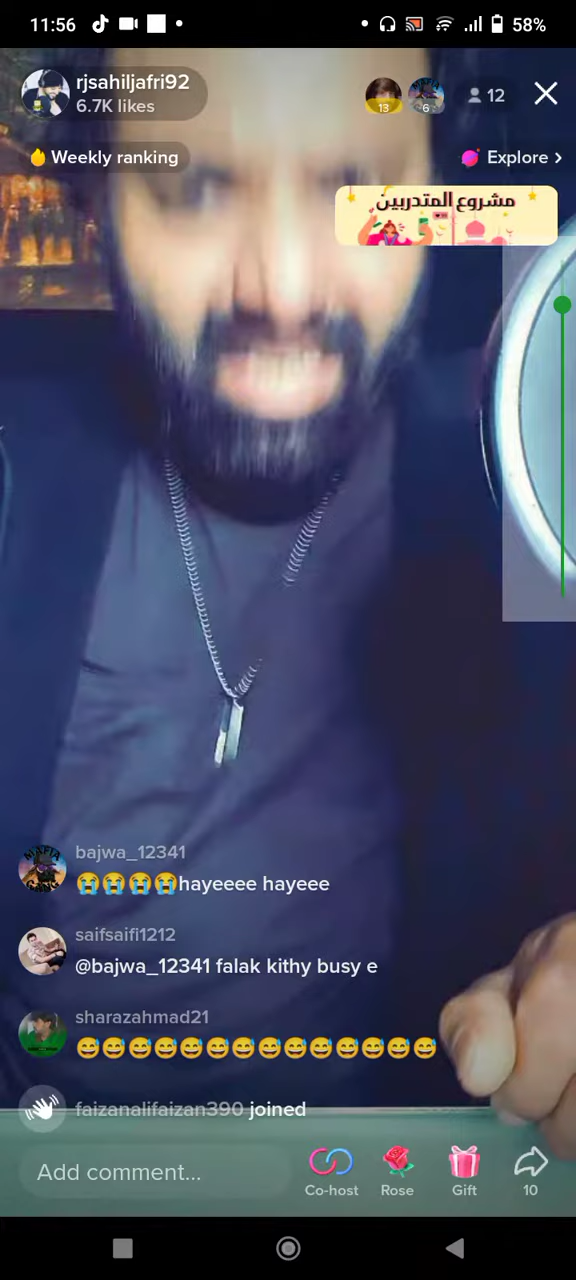 11:56
58%
rjsahiljafri92
6.7K likes
13
6
12
Weekly ranking
Explore >
مشروع المتدربين
bajwa_12341
😭😭😭😭hayeeee hayeee
saifsaifi1212
@bajwa_12341 falak kithy busy e
sharazahmad21
😅😅😅😅😅😅😅😅😅😅😅😅😅😅
faizanalifaizan390 joined
Add comment...
Co-host
Rose
Gift
10